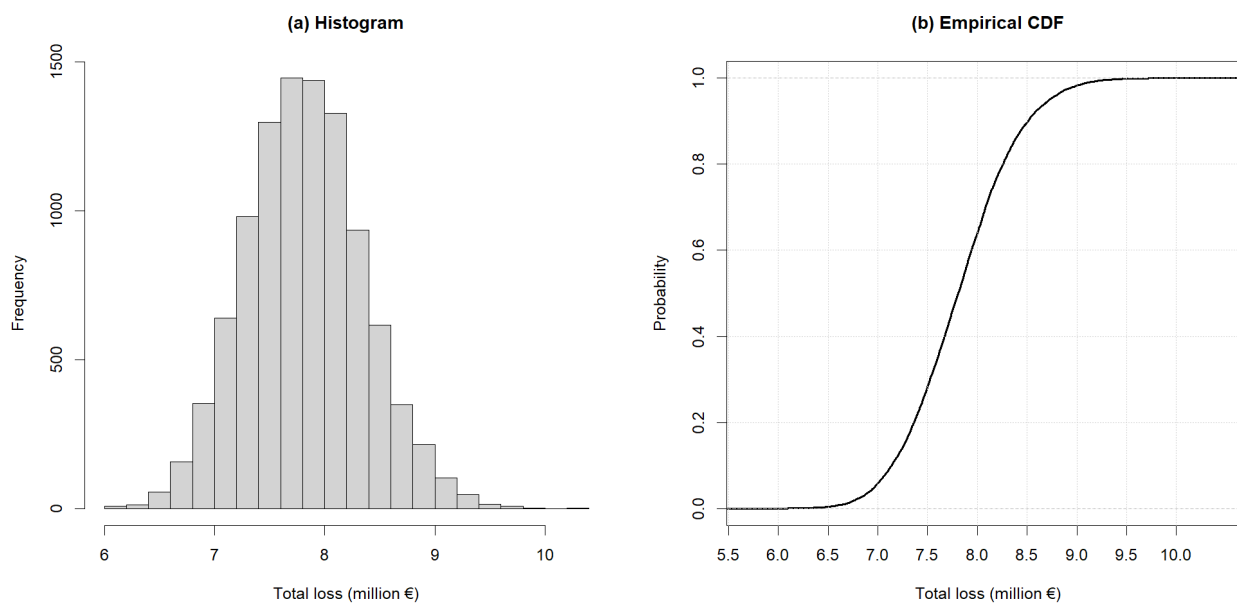 (a) Histogram
Frequency
1500
1000
500
0
6 7 8 9 10
Total loss (million €)
(b) Empirical CDF
Probability
1.0
0.8
0.6
0.4
0.2
0.0
5.5 6.0 6.5 7.0 7.5 8.0 8.5 9.0 9.5 10.0
Total loss (million €)